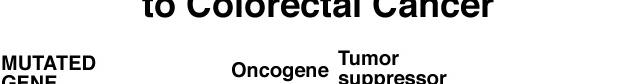 to Colorectal Cancer
MUTATED
GENE
Oncogene
Tumor
suppressor